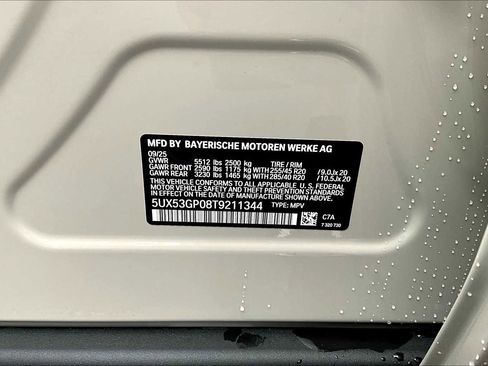 MFD BY BAYERISCHE MOTOREN WERKE AG
09/25
GVWR 5512 lbs 2500 kg TIRE / RIM
GAWR FRONT 2590 lbs 1175 kg WITH 255/45 R20 / 9.0Jx20
GAWR REAR 3230 lbs 1465 kg WITH 285/40 R20 / 10.5Jx20
THIS VEHICLE CONFORMS TO ALL APPLICABLE U.S. FEDERAL
MOTOR VEHICLE SAFETY STANDARDS IN EFFECT ON THE
DATE OF MANUFACTURE SHOWN ABOVE.
5UX53GP08T9211344 TYPE: MPV
C7A
7 320 730